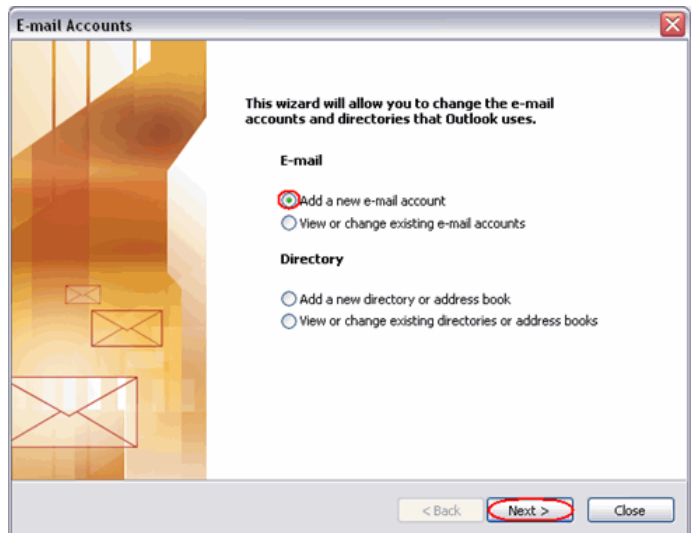 E-mail Accounts
This wizard will allow you to change the e-mail
accounts and directories that Outlook uses.
E-mail
Add a new e-mail account
View or change existing e-mail accounts
Directory
Add a new directory or address book
View or change existing directories or address books
< Back Next > Close